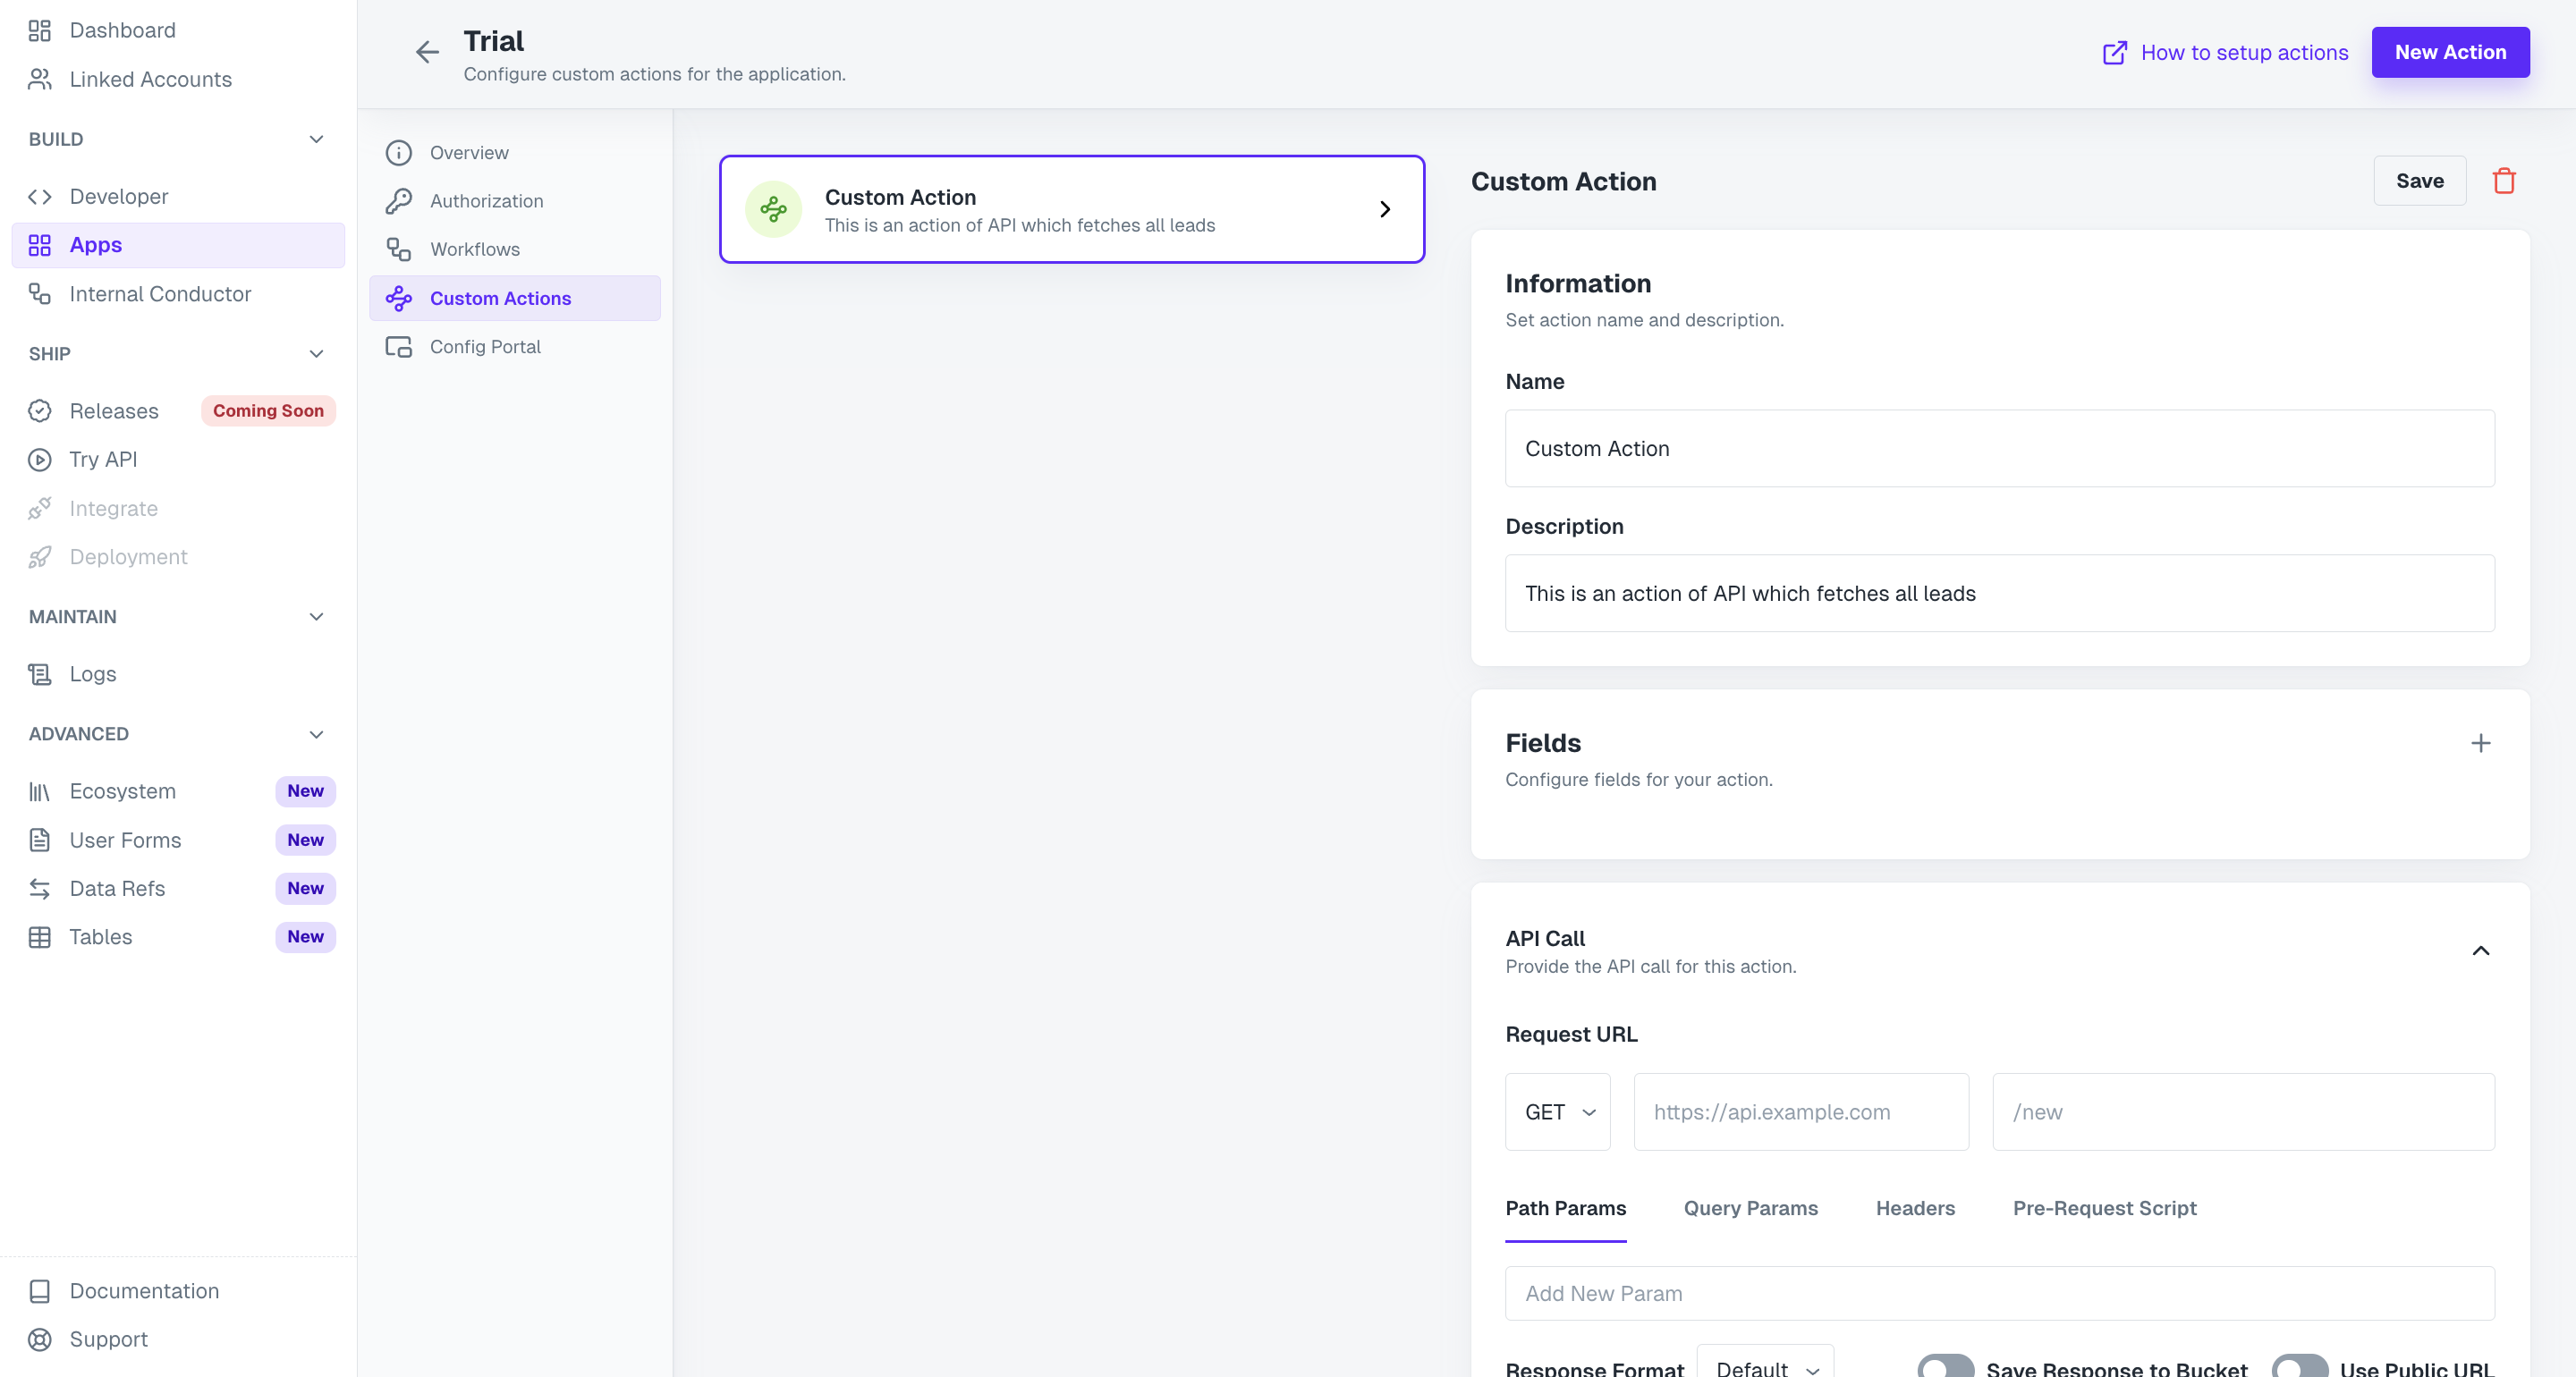 Dashboard
Linked Accounts
BUILD
Developer
Apps
Internal Conductor
SHIP
Releases Coming Soon
Try API
Integrate
Deployment
MAINTAIN
Logs
ADVANCED
Ecosystem New
User Forms New
Data Refs New
Tables New
Documentation
Support
Trial
Configure custom actions for the application.
How to setup actions
New Action
Overview
Authorization
Workflows
Custom Actions
Config Portal
Custom Action
This is an action of API which fetches all leads
Custom Action
Save
Information
Set action name and description.
Name
Custom Action
Description
This is an action of API which fetches all leads
Fields
Configure fields for your action.
API Call
Provide the API call for this action.
Request URL
GET https://api.example.com /new
Path Params Query Params Headers Pre-Request Script
Add New Param
Response Format Default Save Response to Bucket Use Public URL